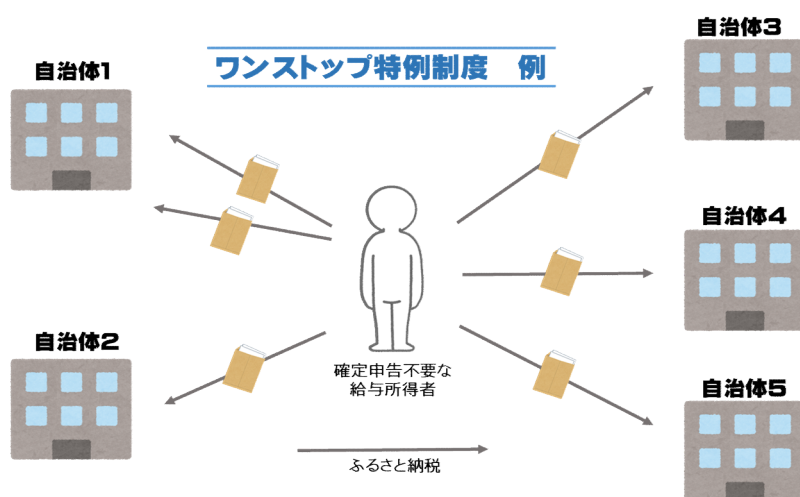 ワンストップ特例制度　例
自治体1
自治体2
自治体3
自治体4
自治体5
確定申告不要な
給与所得者
ふるさと納税